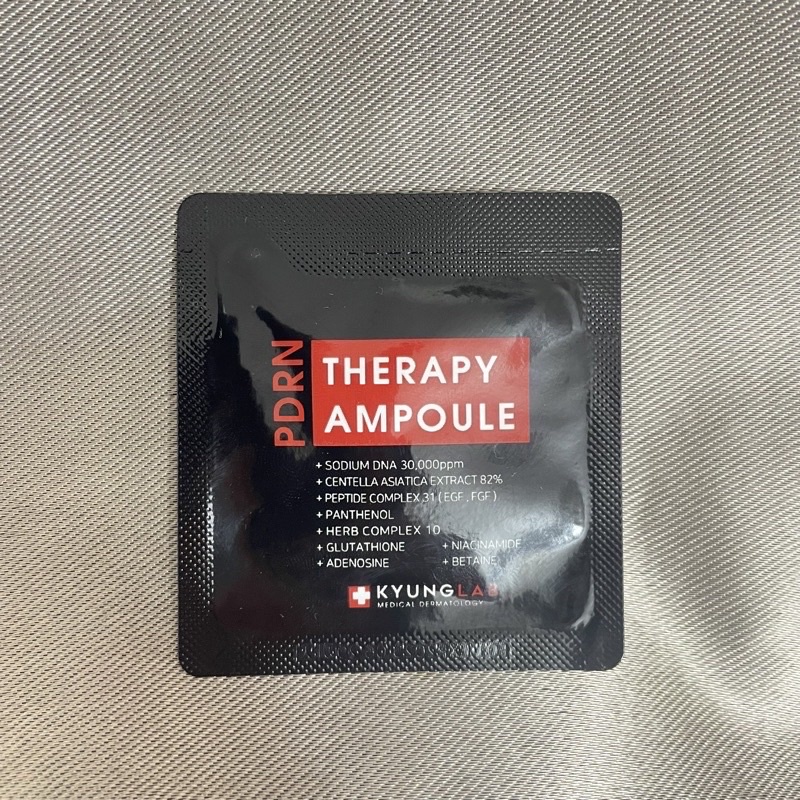 PDRN
THERAPY
AMPOULE
+ SODIUM DNA 30,000ppm
+ CENTELLA ASIATICA EXTRACT 82%
+ PEPTIDE COMPLEX 31 ( EGF , FGF )
+ PANTHENOL
+ HERB COMPLEX 10
+ GLUTATHIONE + NIACINAMIDE
+ ADENOSINE + BETAINE
KYUNGLAB
MEDICAL DERMATOLOGY